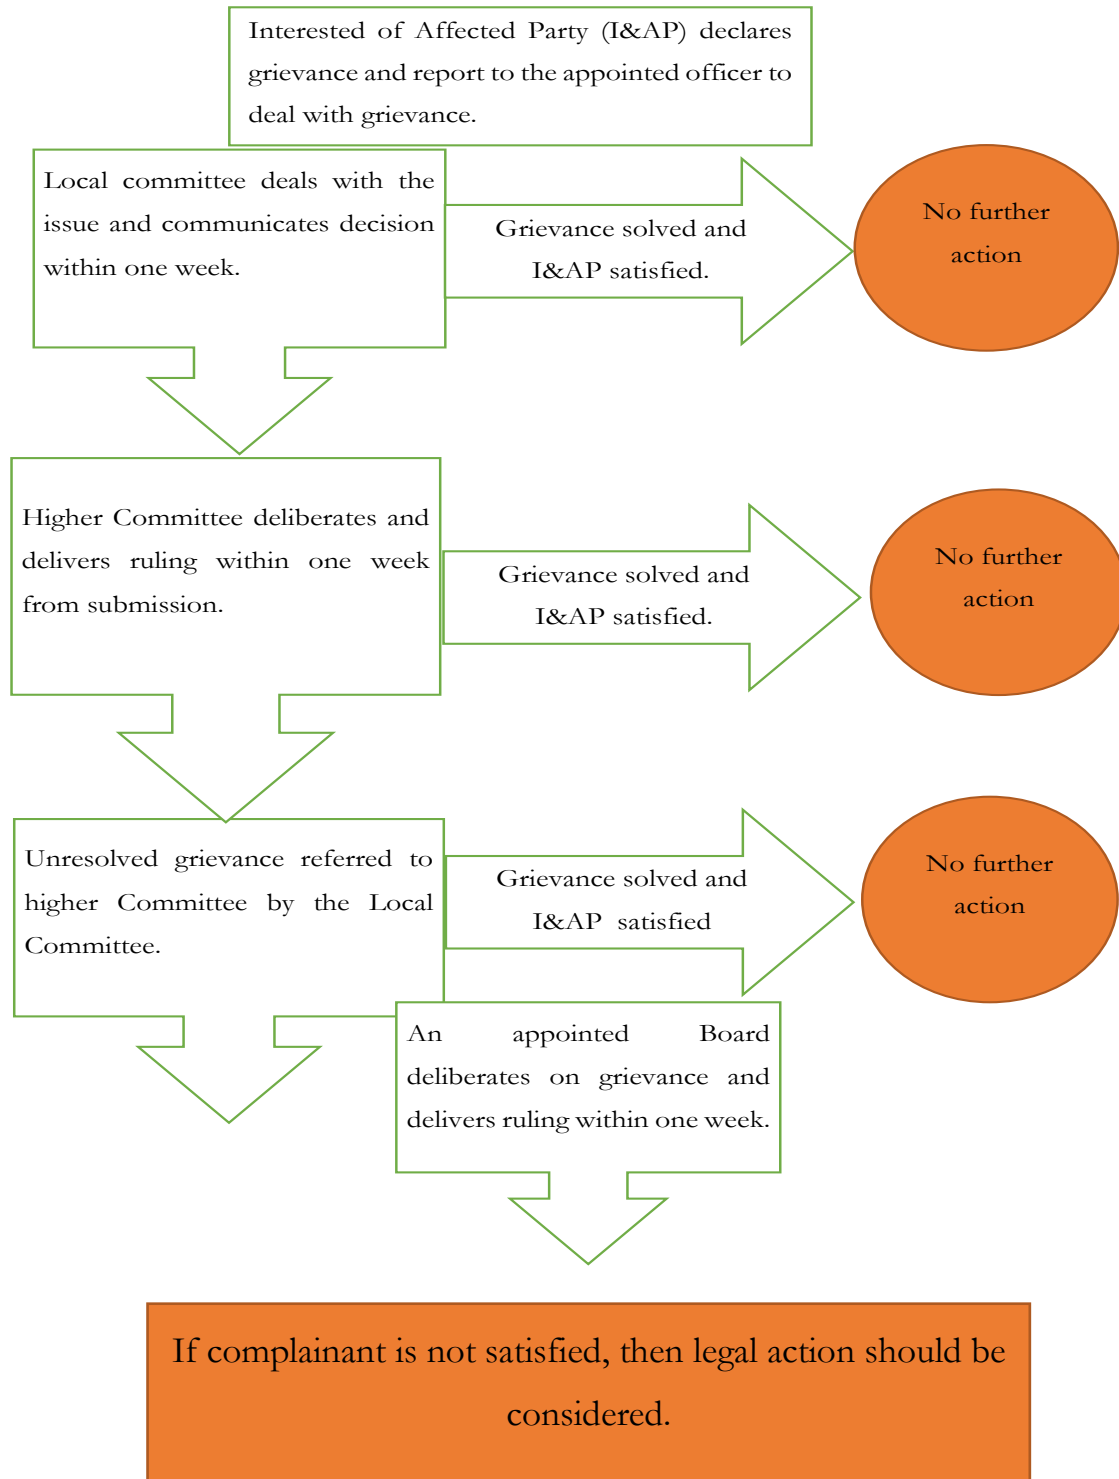 Interested of Affected Party (I&AP) declares
grievance and report to the appointed officer to
deal with grievance.
Local committee deals with the
issue and communicates decision
within one week.
Grievance solved and
I&AP satisfied.
No further
action
Higher Committee deliberates and
delivers ruling within one week
from submission.
Grievance solved and
I&AP satisfied.
No further
action
Unresolved grievance referred to
higher Committee by the Local
Committee.
Grievance solved and
I&AP satisfied
No further
action
An appointed Board
deliberates on grievance and
delivers ruling within one week.
If complainant is not satisfied, then legal action should be
considered.